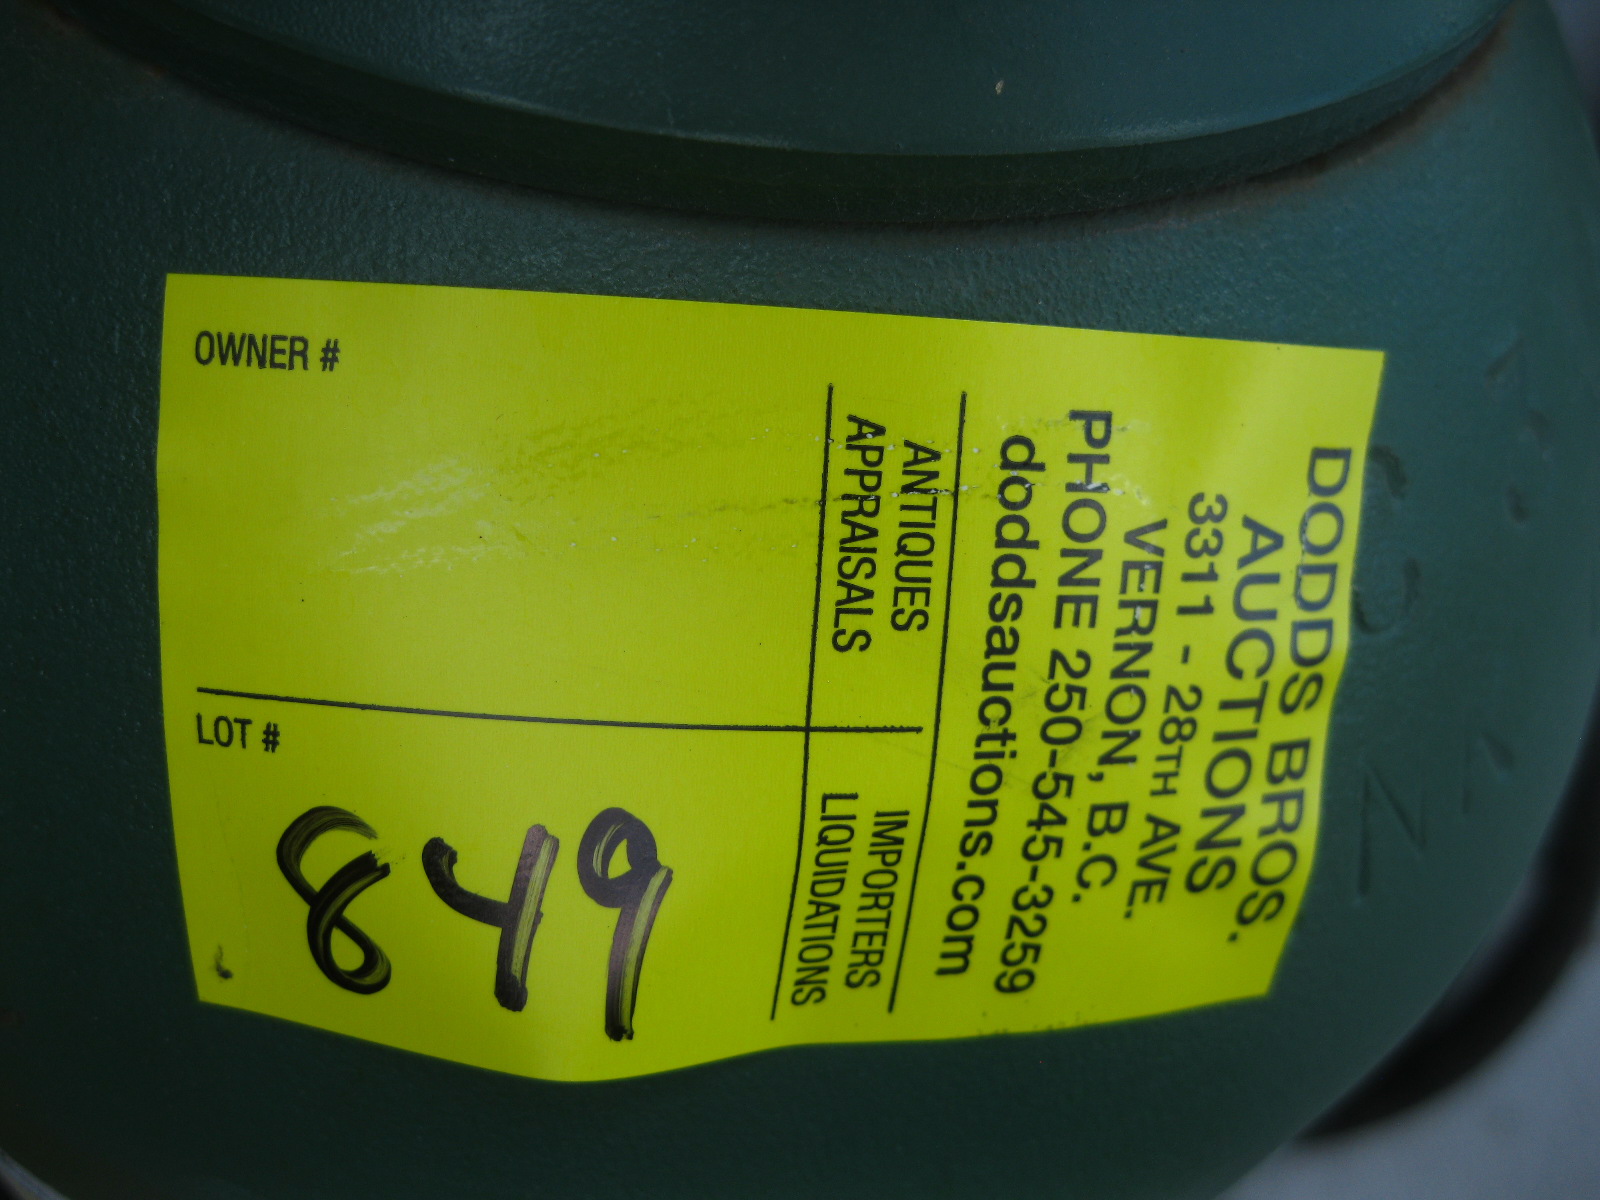 DODDS BROS.
AUCTIONS
3311 - 28TH AVE.
VERNON, B.C.
PHONE 250-545-3259
doddsauctions.com
ANTIQUES
APPRAISALS
IMPORTERS
LIQUIDATIONS
OWNER #
LOT #
849